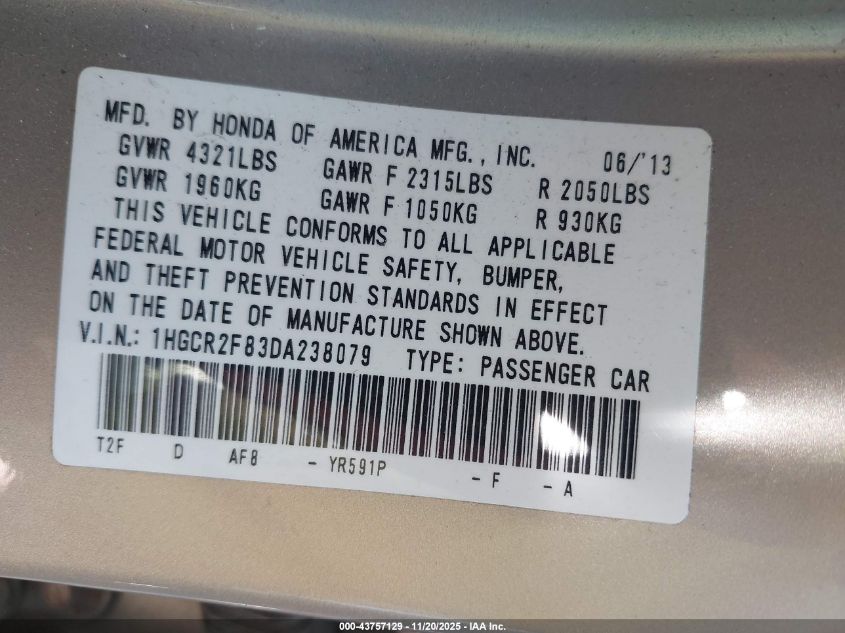 MFD. BY HONDA OF AMERICA MFG., INC. 06/'13
GVWR 4321LBS GAWR F 2315LBS R 2050LBS
GVWR 1960KG GAWR F 1050KG R 930KG
THIS VEHICLE CONFORMS TO ALL APPLICABLE
FEDERAL MOTOR VEHICLE SAFETY, BUMPER,
AND THEFT PREVENTION STANDARDS IN EFFECT
ON THE DATE OF MANUFACTURE SHOWN ABOVE.
V.I.N.: 1HGCR2F83DA238079 TYPE: PASSENGER CAR
T2F D AF8 - YR591P - F - A
000-43757129 - 11/20/2025 - IAA Inc.